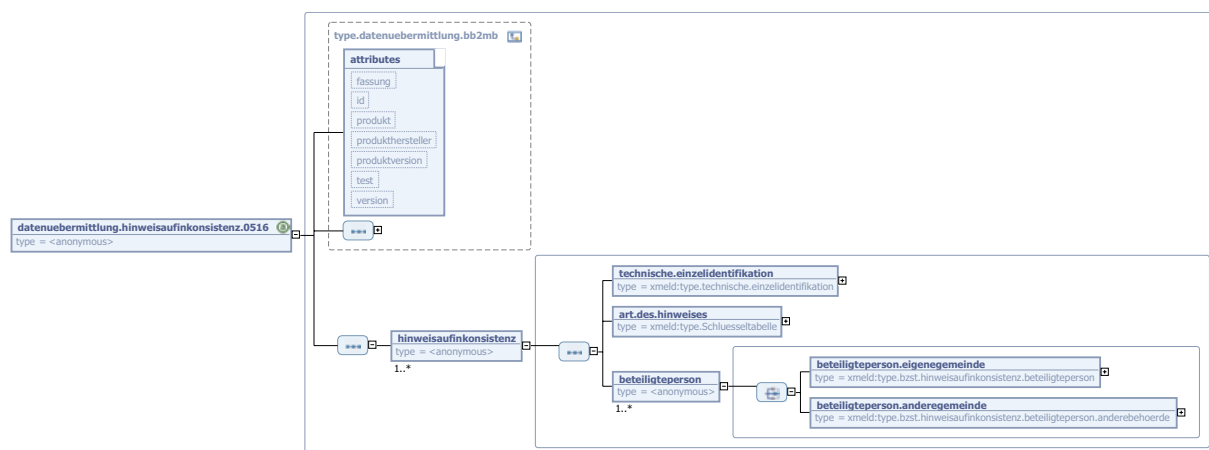 type.datenuebermittlung.bb2mb
attributes
fassung
id
produkt
produkthersteller
produktversion
test
version
datenuebermittlung.hinweisaufinkonsistenz.0516
type = <anonymous>
technische.einzelidentifikation
type = xmeld:type.technische.einzelidentifikation
art.des.hinweises
type = xmeld:type.Schluesseltabelle
hinweisaufinkonsistenz
type = <anonymous>
1..*
beteiligteperson
type = <anonymous>
1..*
beteiligteperson.eigenegemeinde
type = xmeld:type.bzst.hinweisaufinkonsistenz.beteiligteperson
beteiligteperson.anderegemeinde
type = xmeld:type.bzst.hinweisaufinkonsistenz.beteiligteperson.anderebehoerde